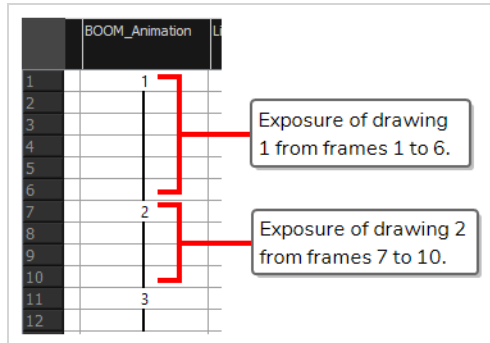 BOOM_Animation Li
1 1
2
3
4
5
6
7 2
8
9
10
11 3
12
Exposure of drawing
1 from frames 1 to 6.
Exposure of drawing 2
from frames 7 to 10.